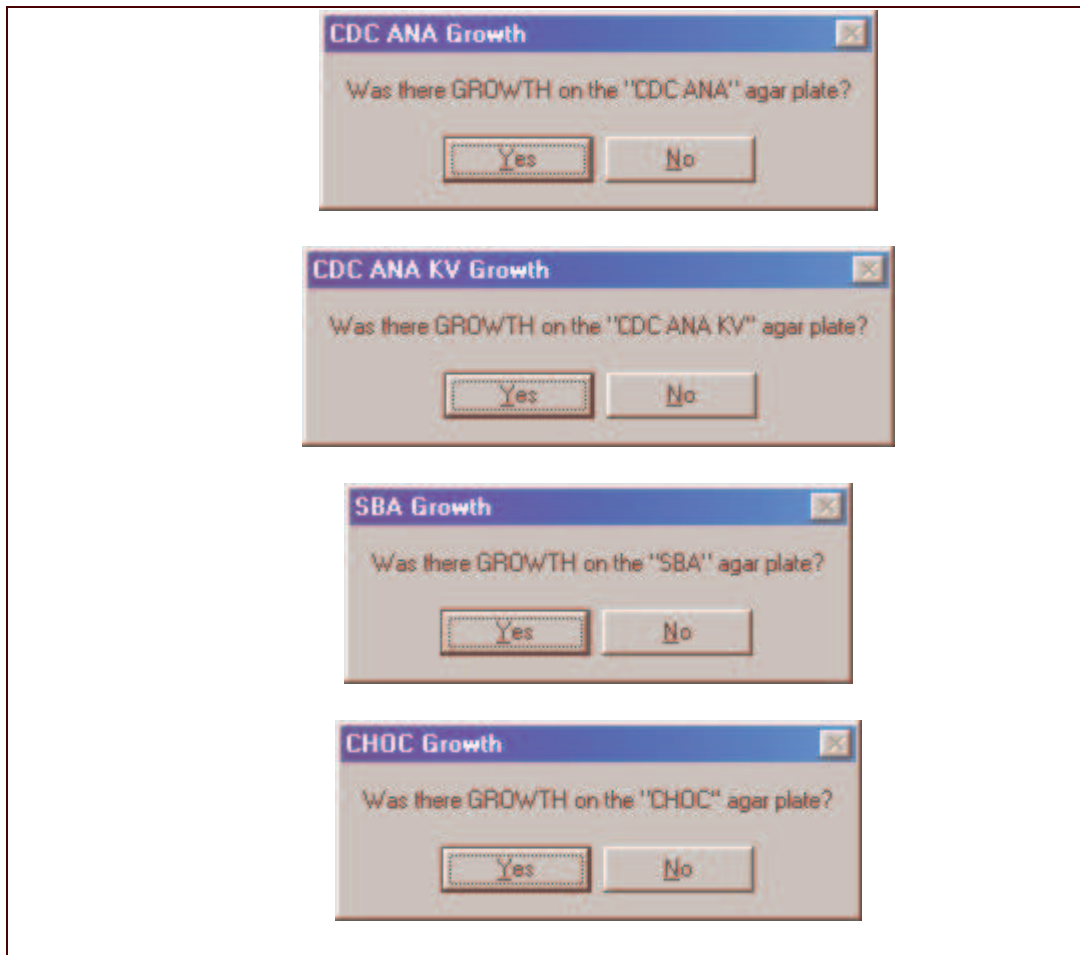 CDC ANA Growth
Was there GROWTH on the "CDC ANA" agar plate?
Yes No
CDC ANA KV Growth
Was there GROWTH on the "CDC ANA KV" agar plate?
Yes No
SBA Growth
Was there GROWTH on the "SBA" agar plate?
Yes No
CHOC Growth
Was there GROWTH on the "CHOC" agar plate?
Yes No